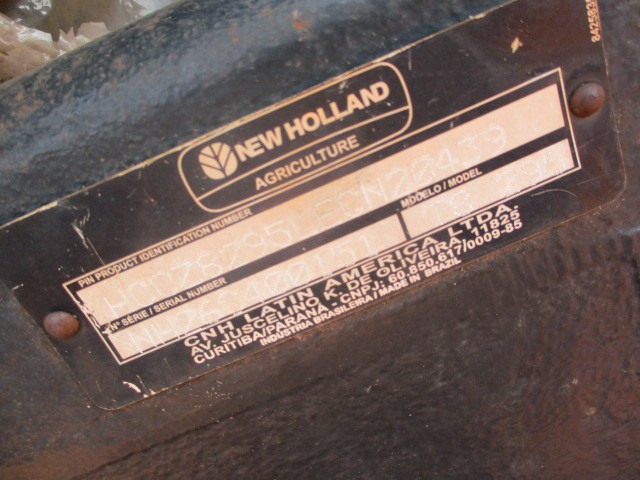 NEW HOLLAND
AGRICULTURE
PIN PRODUCT IDENTIFICATION NUMBER
Nº SÉRIE / SERIAL NUMBER
MODELO / MODEL
CNH LATIN AMERICA LTDA.
AV. JUSCELINO K. DE OLIVEIRA, 11825
CURITIBA/PARANÁ - CNPJ. 60.850.617/0009-85
INDÚSTRIA BRASILEIRA / MADE IN BRAZIL